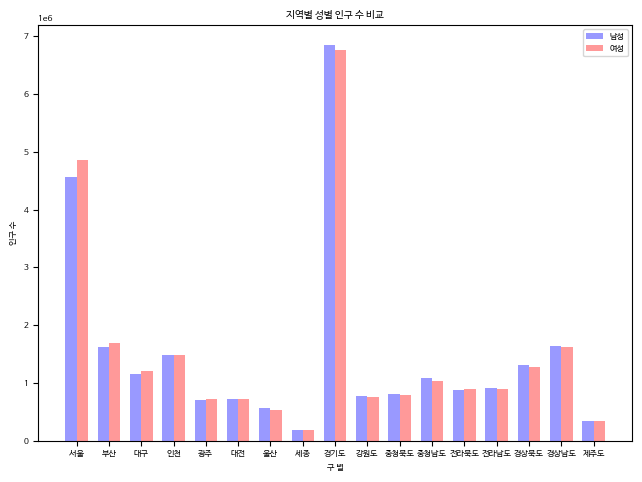 지역별 성별 인구 수 비교
1e6
남성
여성
7
6
5
4
3
2
1
0
인구 수
서울 부산 대구 인천 광주 대전 울산 세종 경기도 강원도 충청북도 충청남도 전라북도 전라남도 경상북도 경상남도 제주도
구 별